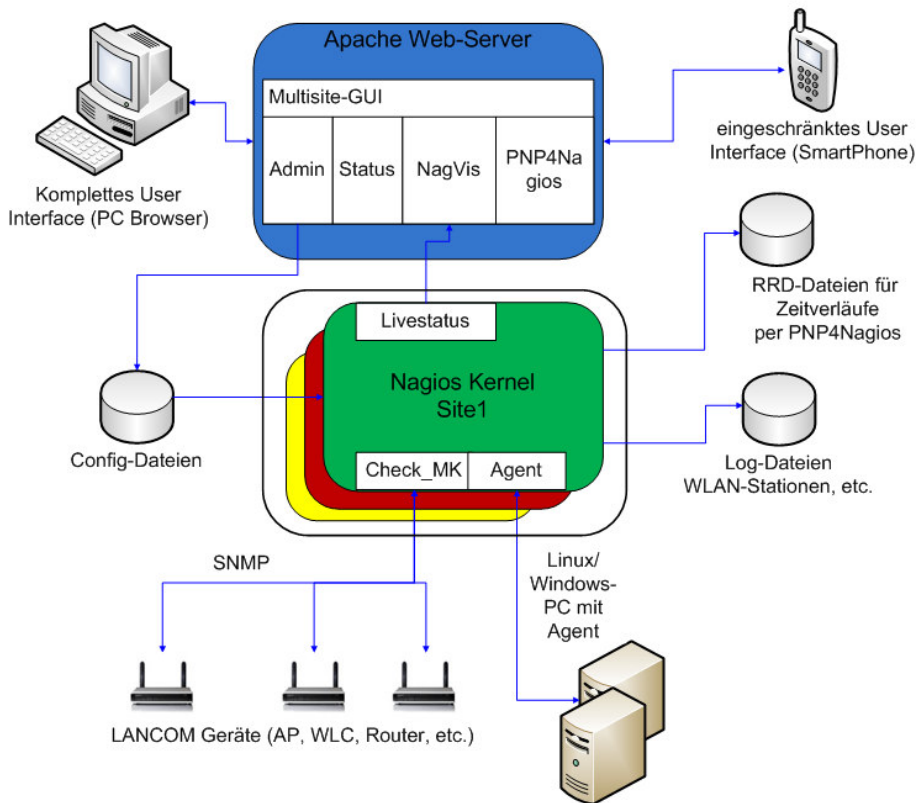 Apache Web-Server
Multisite-GUI
Admin
Status
NagVis
PNP4Na
gios
Komplettes User
Interface (PC Browser)
eingeschränktes User
Interface (SmartPhone)
RRD-Dateien für
Zeitverläufe
per PNP4Nagios
Livestatus
Nagios Kernel
Site1
Config-Dateien
Check_MK
Agent
Log-Dateien
WLAN-Stationen, etc.
SNMP
Linux/
Windows-
PC mit
Agent
LANCOM Geräte (AP, WLC, Router, etc.)